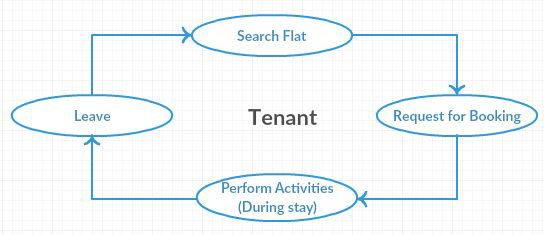 Search Flat
Leave
Tenant
Request for Booking
Perform Activities
(During stay)